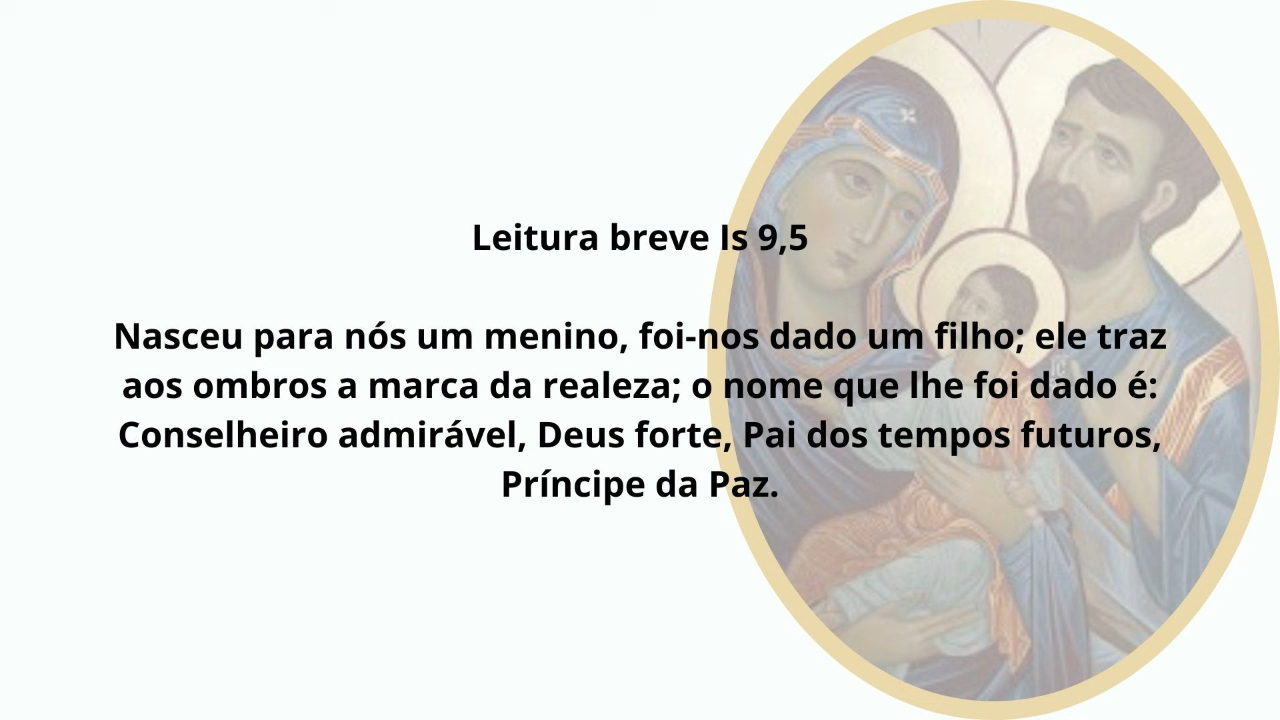 Leitura breve Is 9,5
Nasceu para nós um menino, foi-nos dado um filho; ele traz
aos ombros a marca da realeza; o nome que lhe foi dado é:
Conselheiro admirável, Deus forte, Pai dos tempos futuros,
Príncipe da Paz.